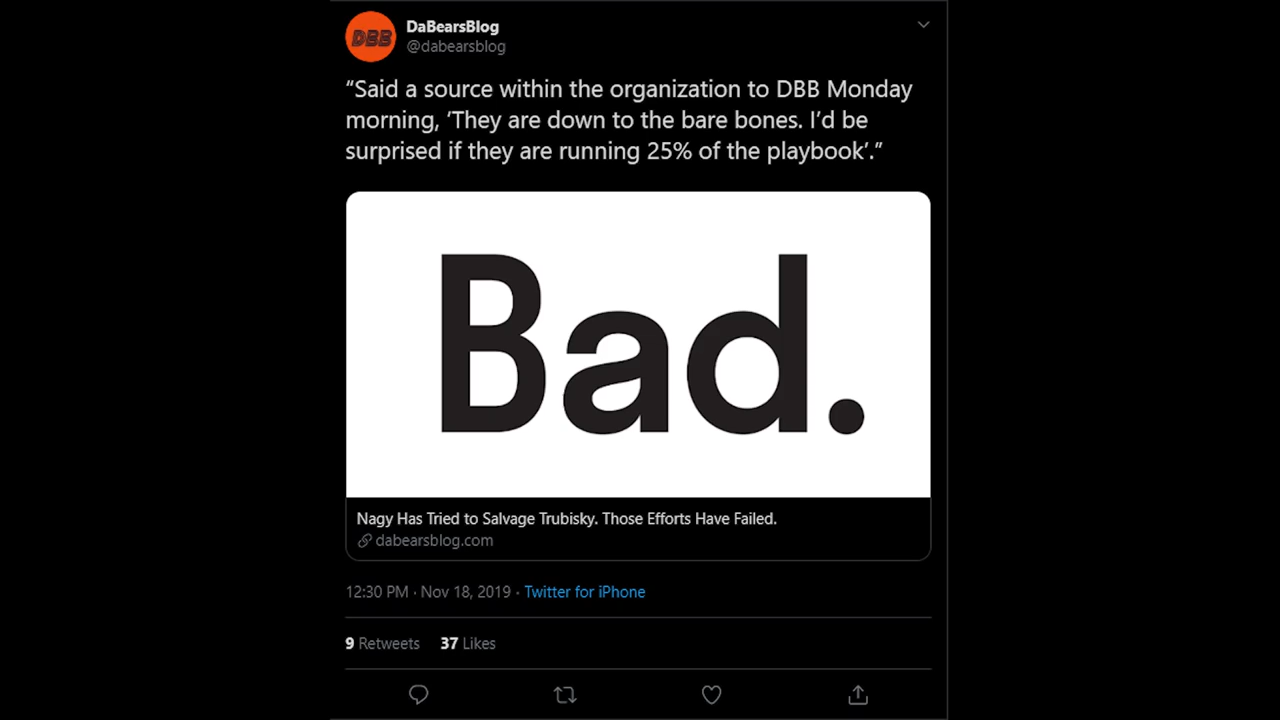 DBB
DaBearsBlog
@dabearsblog
“Said a source within the organization to DBB Monday
morning, ‘They are down to the bare bones. I’d be
surprised if they are running 25% of the playbook’.”
Bad.
Nagy Has Tried to Salvage Trubisky. Those Efforts Have Failed.
dabearsblog.com
12:30 PM · Nov 18, 2019 · Twitter for iPhone
9 Retweets 37 Likes